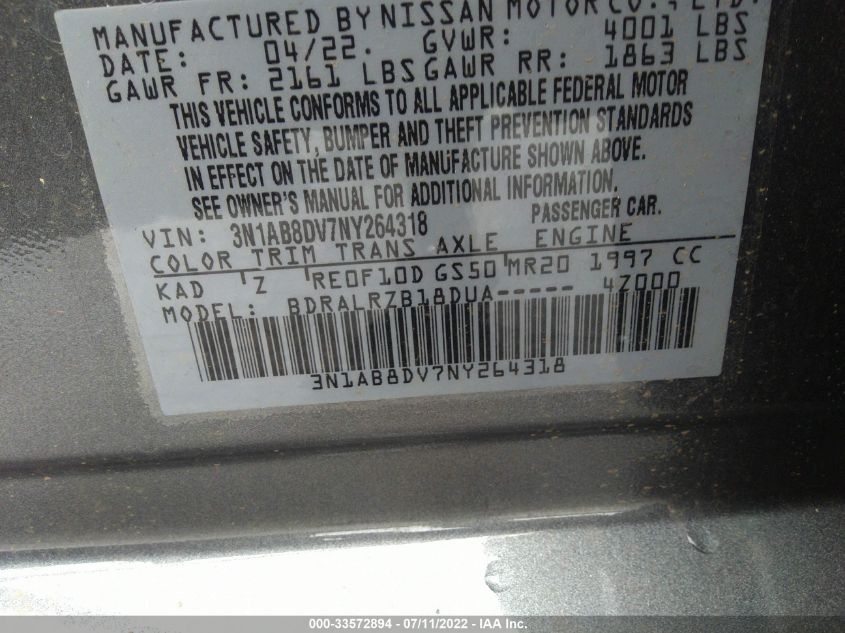 MANUFACTURED BY NISSAN MOTOR CO., LTD.
DATE: 04/22. GVWR: 4001 LBS
GAWR FR: 2161 LBS GAWR RR: 1863 LBS
THIS VEHICLE CONFORMS TO ALL APPLICABLE FEDERAL MOTOR
VEHICLE SAFETY, BUMPER AND THEFT PREVENTION STANDARDS
IN EFFECT ON THE DATE OF MANUFACTURE SHOWN ABOVE.
SEE OWNER'S MANUAL FOR ADDITIONAL INFORMATION.
VIN: 3N1AB8DV7NY264318 PASSENGER CAR.
COLOR TRIM TRANS AXLE ENGINE
KAD Z RE0F10D GS50 MR20 1997 CC
MODEL: BDRALRZB18DUA----- 4Z000
3N1AB8DV7NY264318
000-33572894 - 07/11/2022 - IAA Inc.